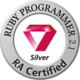 RUBY PROGRAMMER 2.1
Silver
RA Certified